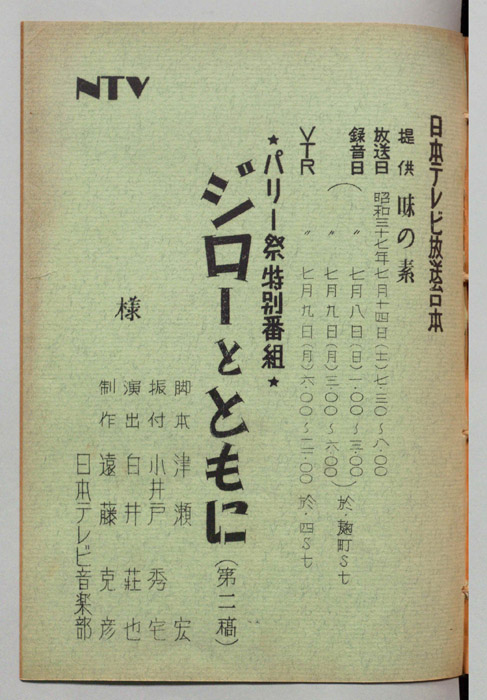 NTV
日本テレビ放送台本
提供 味の素
放送日 昭和三十七年七月十四日(土)七・三〇~八・〇〇
録音日 (〃 七月八日(日)一・〇〇~三・〇〇
〃 七月九日(月)三・〇〇~六・〇〇) 於・麹町St
VTR 〃 七月九日(月)六・〇〇~二一・〇〇 於・四St
★パリー祭特別番組★
ジローとともに(第二稿)
様
脚本 津瀬 宏
振付 小井戸 秀宅
演出 白井 荘也
制作 遠藤 克彦
日本テレビ音楽部